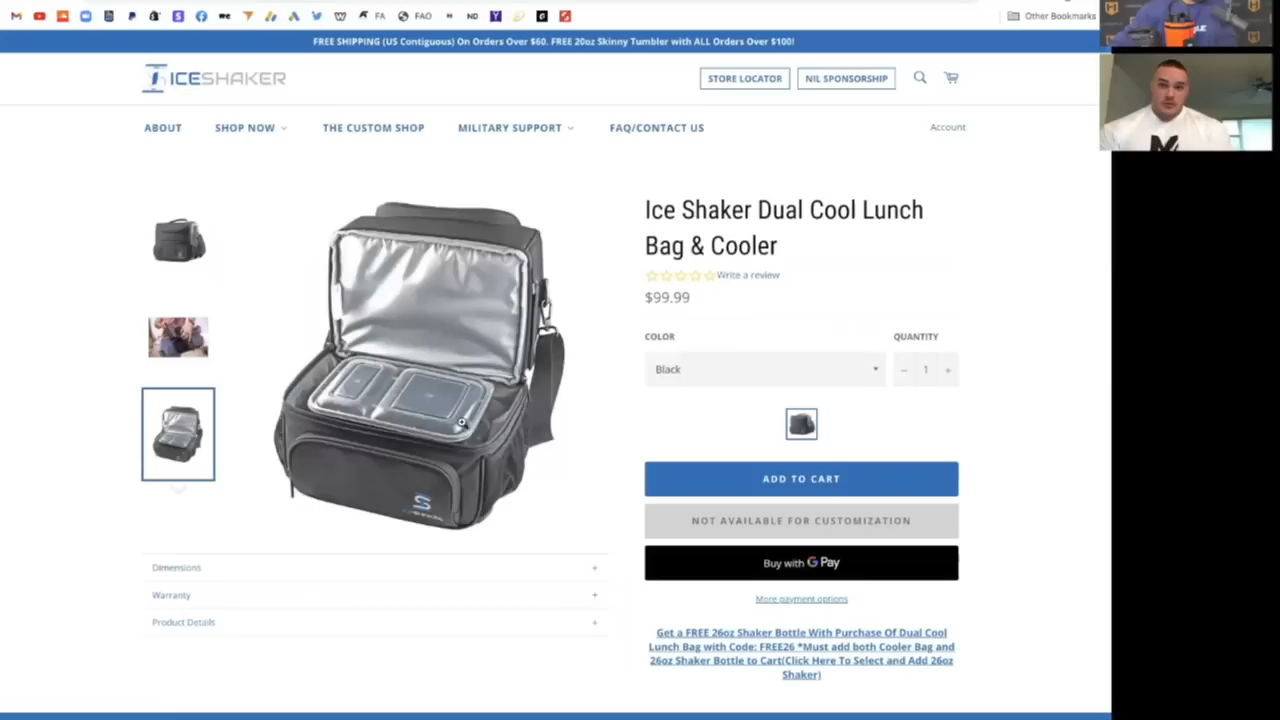 FA
FAO
ND
Other Bookmarks
FREE SHIPPING (US Contiguous) On Orders Over $60. FREE 20oz Skinny Tumbler with ALL Orders Over $100!
ICESHAKER
STORE LOCATOR
NIL SPONSORSHIP
ABOUT
SHOP NOW
THE CUSTOM SHOP
MILITARY SUPPORT
FAQ/CONTACT US
Account
Ice Shaker Dual Cool Lunch
Bag & Cooler
Write a review
$99.99
COLOR
QUANTITY
Black
− 1 +
ADD TO CART
NOT AVAILABLE FOR CUSTOMIZATION
Buy with G Pay
More payment options
Get a FREE 26oz Shaker Bottle With Purchase Of Dual Cool
Lunch Bag with Code: FREE26 *Must add both Cooler Bag and
26oz Shaker Bottle to Cart(Click Here To Select and Add 26oz
Shaker)
Dimensions +
Warranty +
Product Details +